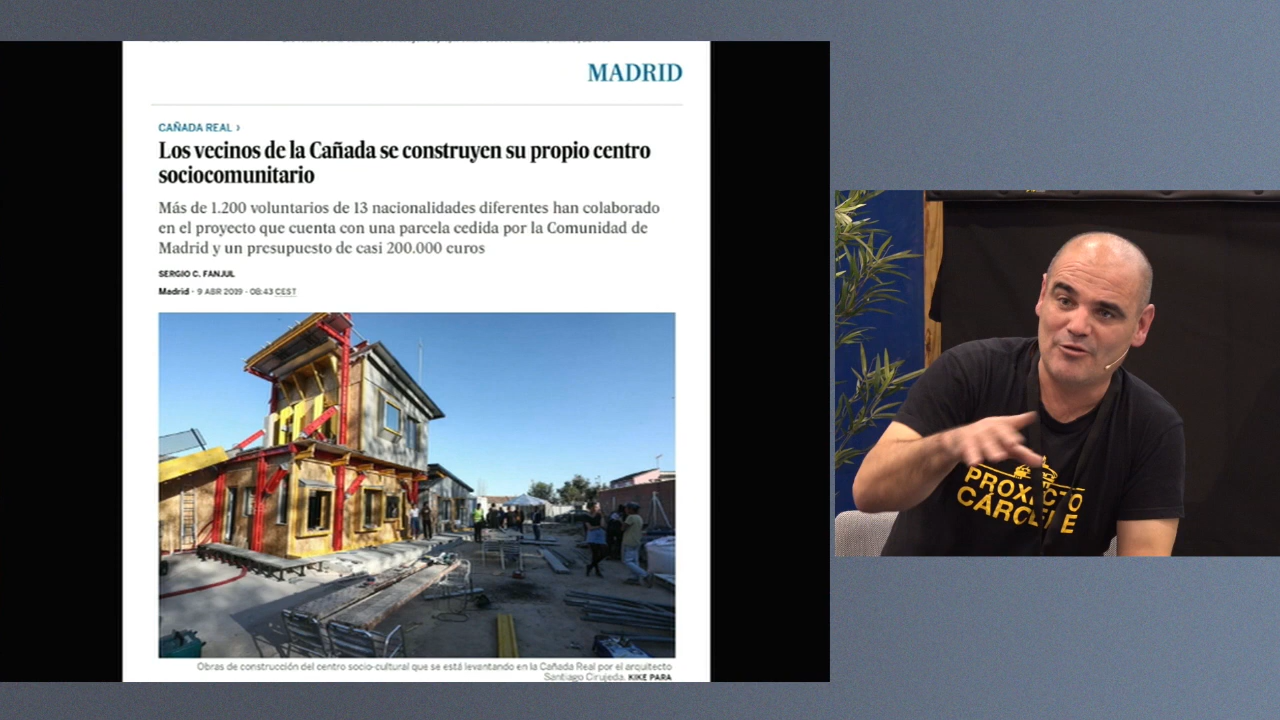 MADRID
CAÑADA REAL ›
Los vecinos de la Cañada se construyen su propio centro
sociocomunitario
Más de 1.200 voluntarios de 13 nacionalidades diferentes han colaborado
en el proyecto que cuenta con una parcela cedida por la Comunidad de
Madrid y un presupuesto de casi 200.000 euros
SERGIO C. FANJUL
Madrid - 9 ABR 2019 - 08:43 CEST
Obras de construcción del centro socio-cultural que se está levantando en la Cañada Real por el arquitecto
Santiago Cirujeda. KIKE PARA